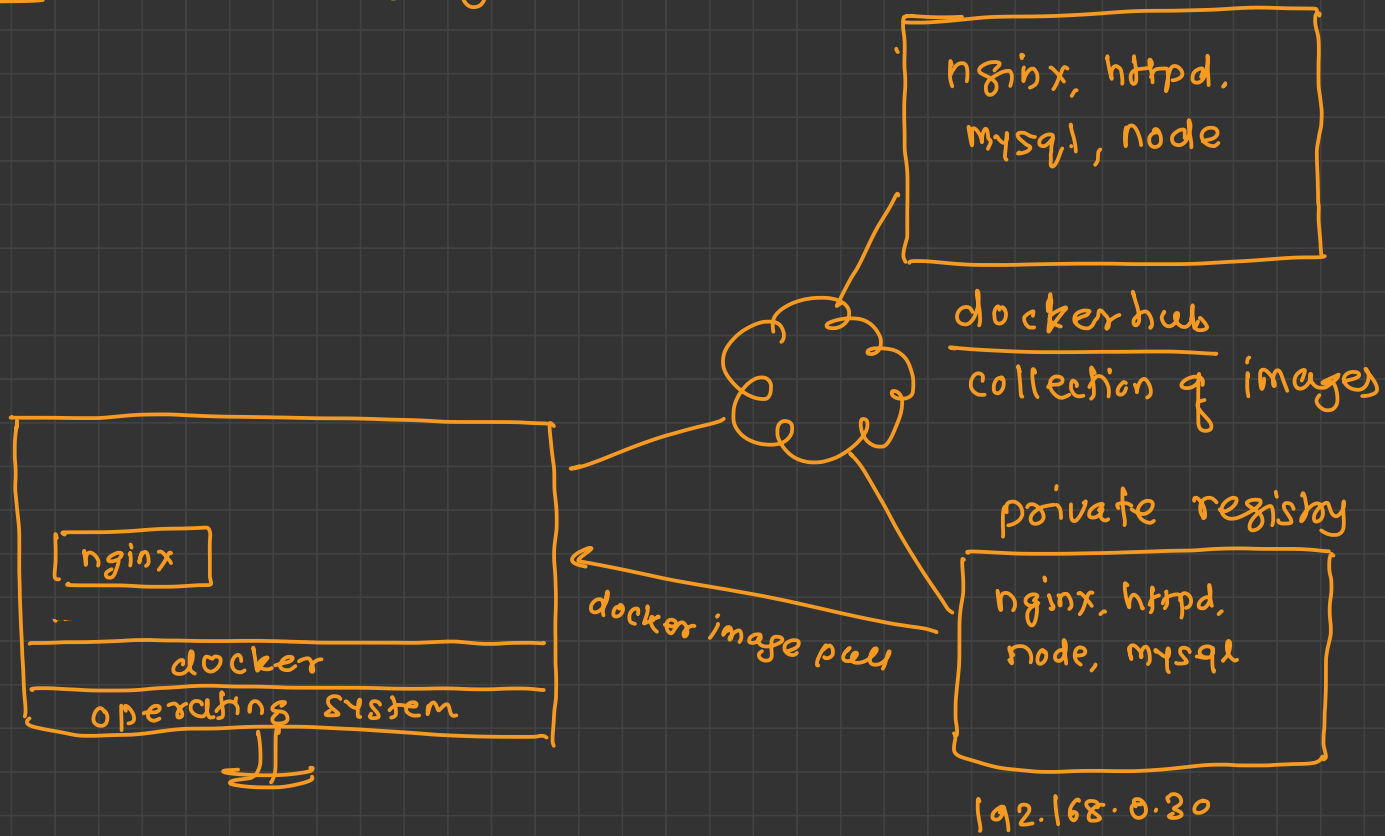 nginx, httpd.
mysql, node
dockerhub
collection of images
private registry
nginx, httpd,
node, mysql
192.168.0.30
docker image pull
nginx
docker
operating system